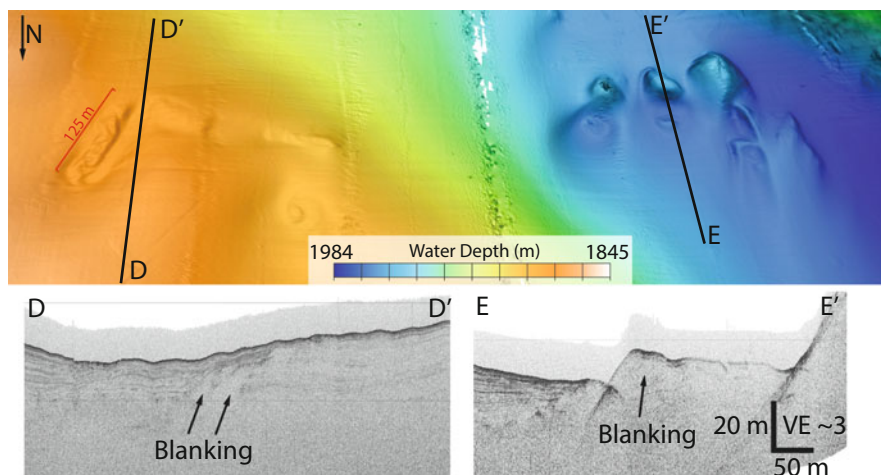 N
D'
E'
125 m
D
E
Water Depth (m)
1984
1845
D
D'
E
E'
Blanking
Blanking
20 m
VE ~3
50 m